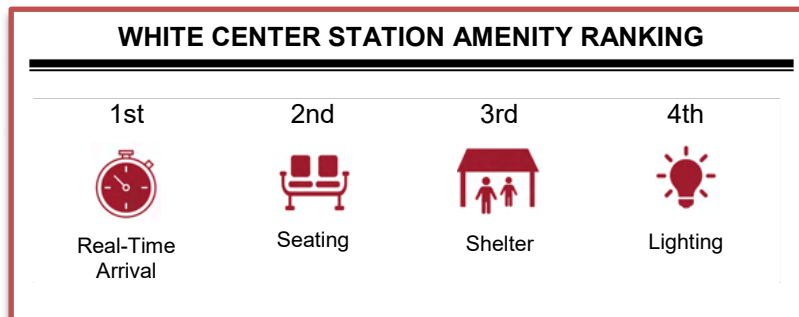 WHITE CENTER STATION AMENITY RANKING
1st 2nd 3rd 4th
Real-Time Arrival
Seating
Shelter
Lighting